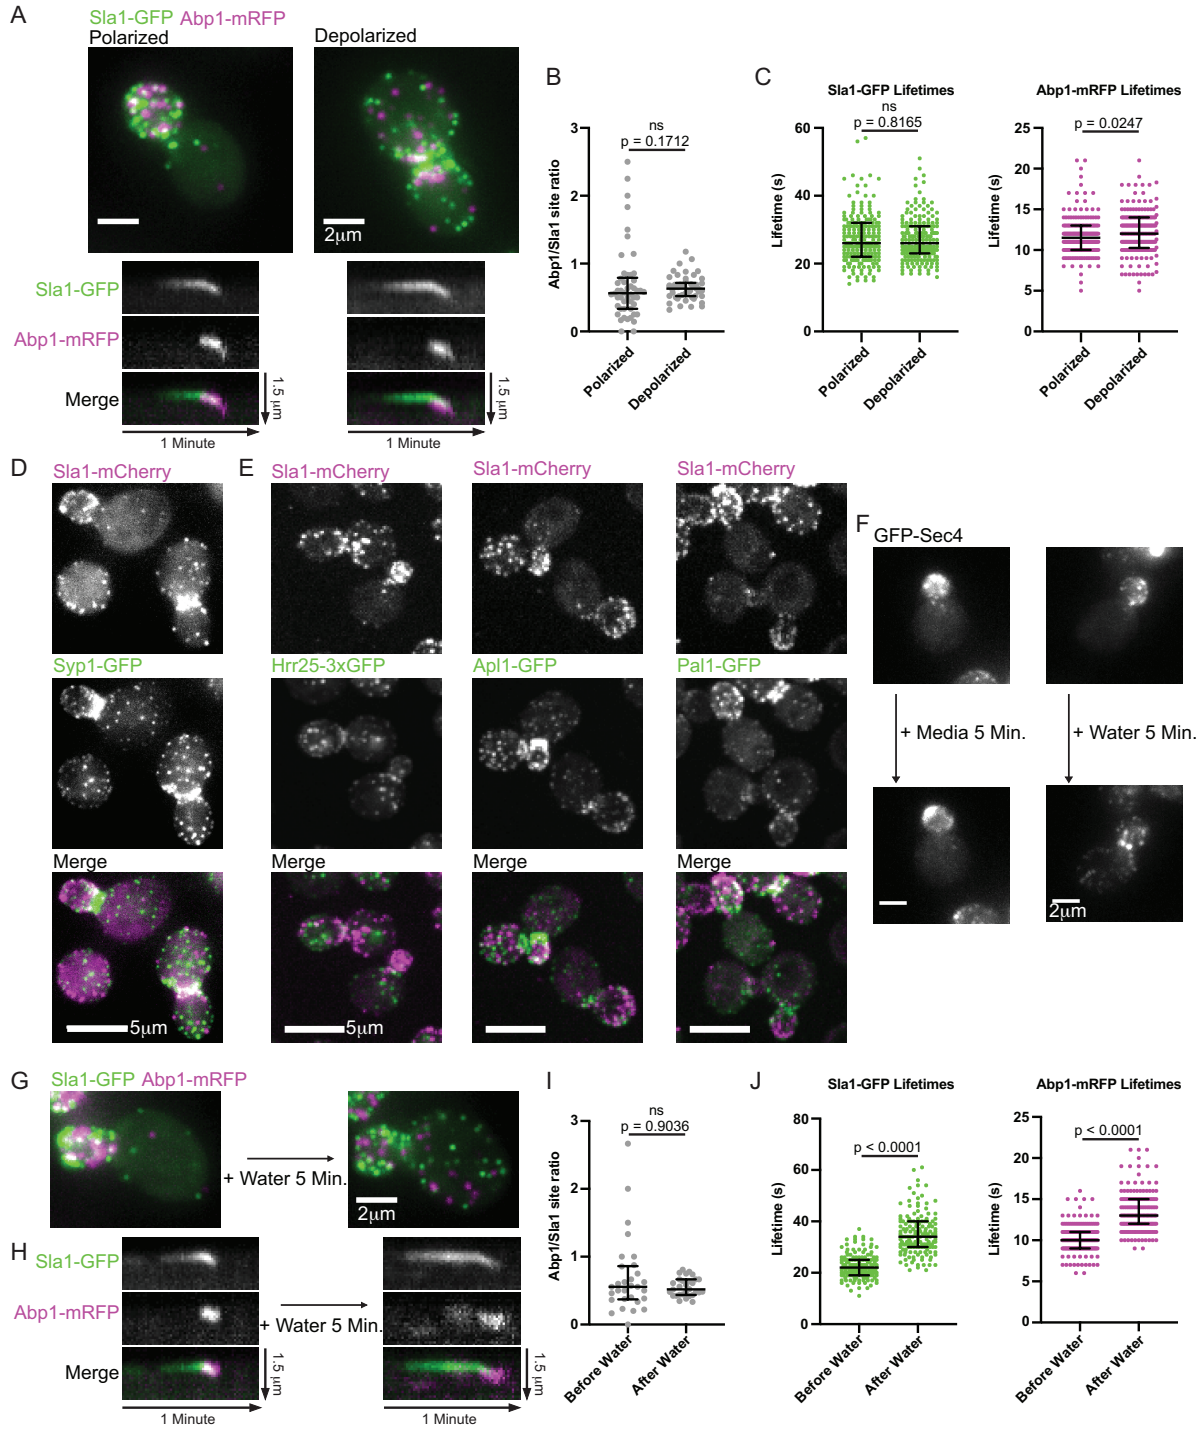 A
Sla1-GFP Abp1-mRFP
Polarized
Depolarized
2μm
Sla1-GFP
Abp1-mRFP
Merge
1.5 μm
1.5 μm
1 Minute
1 Minute
B
ns
p = 0.1712
Abp1/Sla1 site ratio
3
2
1
0
Polarized
Depolarized
C
Sla1-GFP Lifetimes
ns
p = 0.8165
Lifetime (s)
60
40
20
0
Polarized
Depolarized
Abp1-mRFP Lifetimes
p = 0.0247
Lifetime (s)
25
20
15
10
5
0
Polarized
Depolarized
D
Sla1-mCherry
Syp1-GFP
Merge
5μm
E
Sla1-mCherry
Sla1-mCherry
Sla1-mCherry
Hrr25-3xGFP
Apl1-GFP
Pal1-GFP
Merge
Merge
Merge
5μm
F
GFP-Sec4
+ Media 5 Min.
+ Water 5 Min.
2μm
G
Sla1-GFP Abp1-mRFP
+ Water 5 Min.
2μm
H
Sla1-GFP
Abp1-mRFP
+ Water 5 Min.
Merge
1.5 μm
1.5 μm
1 Minute
1 Minute
I
ns
p = 0.9036
Abp1/Sla1 site ratio
3
2
1
0
Before Water
After Water
J
Sla1-GFP Lifetimes
p < 0.0001
Lifetime (s)
80
60
40
20
0
Before Water
After Water
Abp1-mRFP Lifetimes
p < 0.0001
Lifetime (s)
25
20
15
10
5
0
Before Water
After Water